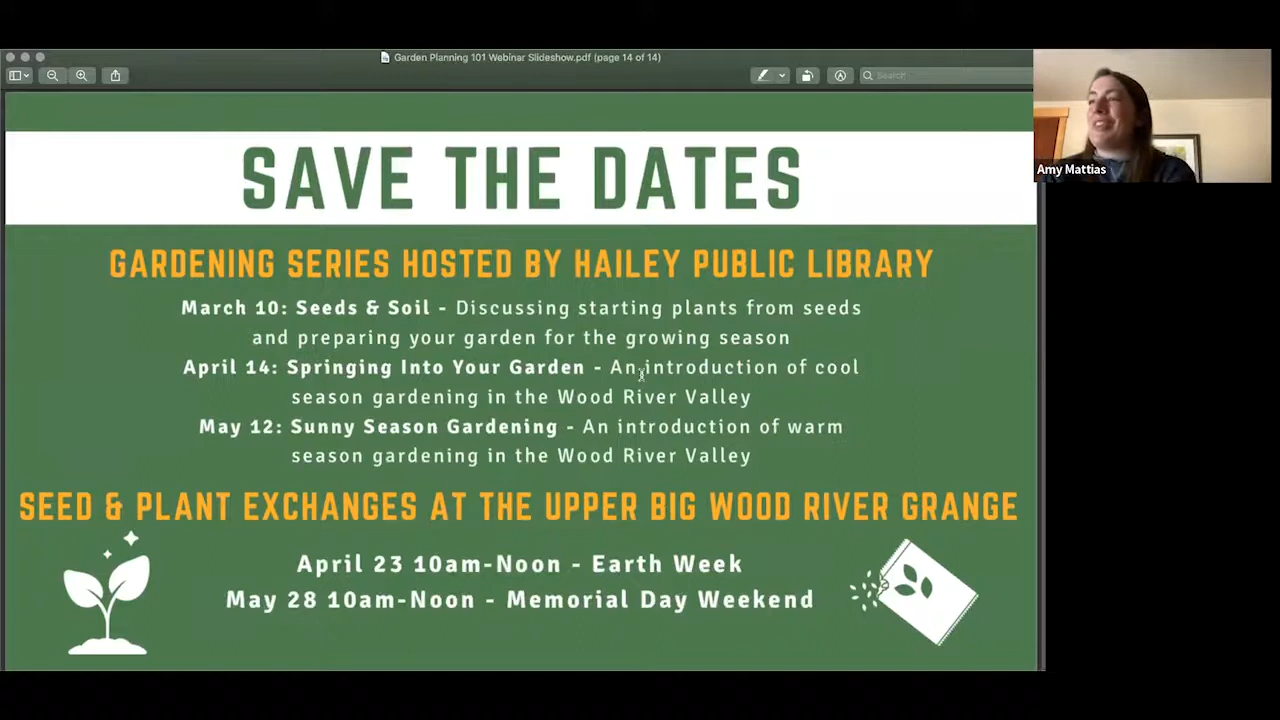 Garden Planning 101 Webinar Slideshow.pdf (page 14 of 14)
Search
SAVE THE DATES
GARDENING SERIES HOSTED BY HAILEY PUBLIC LIBRARY
March 10: Seeds & Soil - Discussing starting plants from seeds
and preparing your garden for the growing season
April 14: Springing Into Your Garden - An introduction of cool
season gardening in the Wood River Valley
May 12: Sunny Season Gardening - An introduction of warm
season gardening in the Wood River Valley
SEED & PLANT EXCHANGES AT THE UPPER BIG WOOD RIVER GRANGE
April 23 10am-Noon - Earth Week
May 28 10am-Noon - Memorial Day Weekend
Amy Mattias